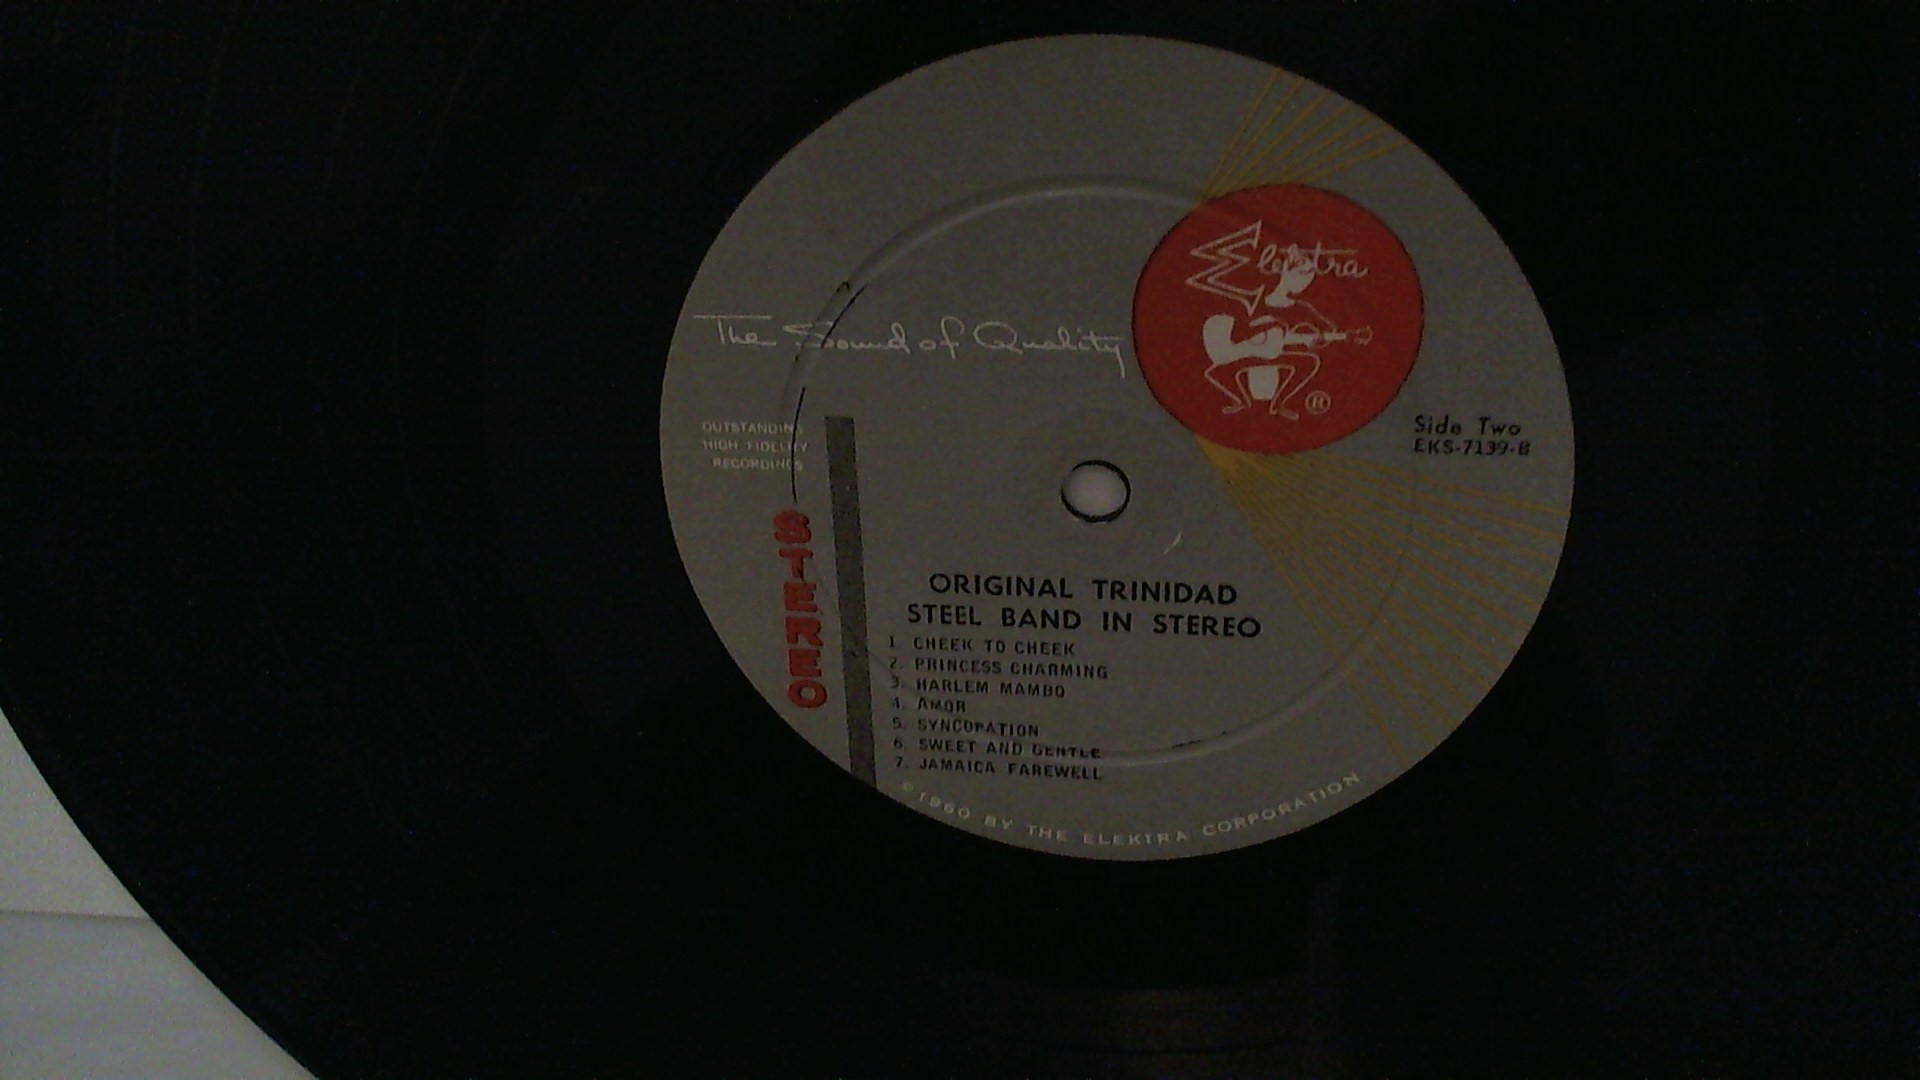 Elektra
®
The Sound of Quality
OUTSTANDING
HIGH FIDELITY
RECORDINGS
Side Two
EKS-7139-B
STEREO
ORIGINAL TRINIDAD
STEEL BAND IN STEREO
1. CHEEK TO CHEEK
2. PRINCESS CHARMING
3. HARLEM MAMBO
4. AMOR
5. SYNCOPATION
6. SWEET AND GENTLE
7. JAMAICA FAREWELL
©1960 BY THE ELEKTRA CORPORATION